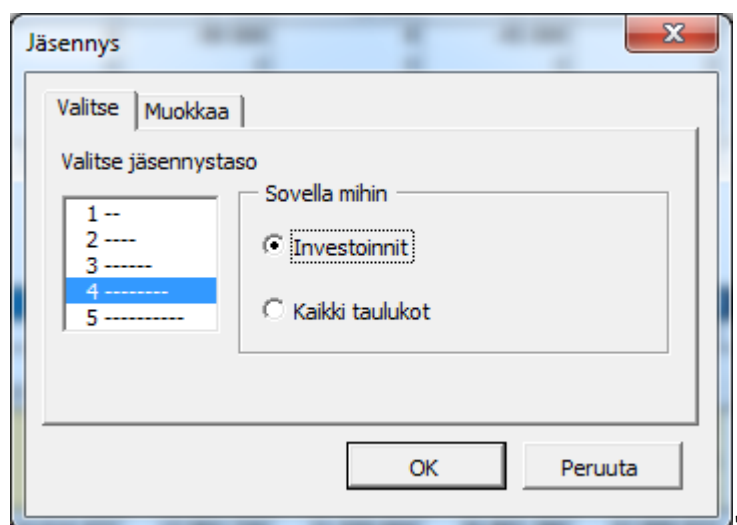 Jäsennys
Valitse Muokkaa
Valitse jäsennystaso
1 --
2 ----
3 ------
4 --------
5 ----------
Sovella mihin
Investoinnit
Kaikki taulukot
OK Peruuta